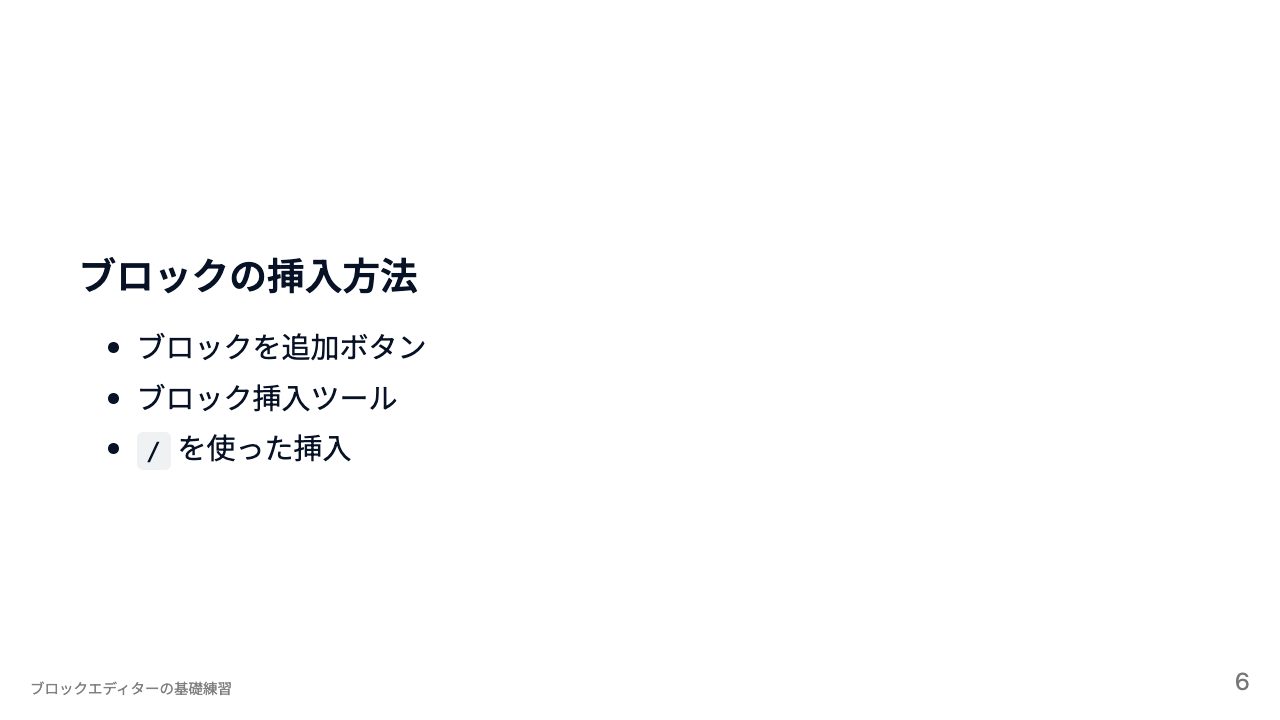 ブロックの挿入方法
• ブロックを追加ボタン
• ブロック挿入ツール
• / を使った挿入
ブロックエディターの基礎練習
6